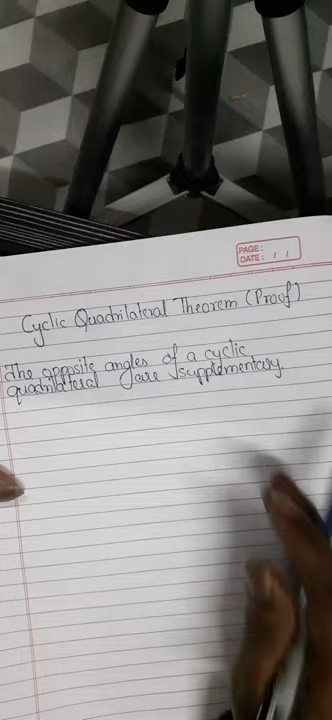 PAGE:
DATE: / /
Cyclic Quadrilateral Theorem (Proof)
The opposite angles of a cyclic
quadrilateral are supplementary.